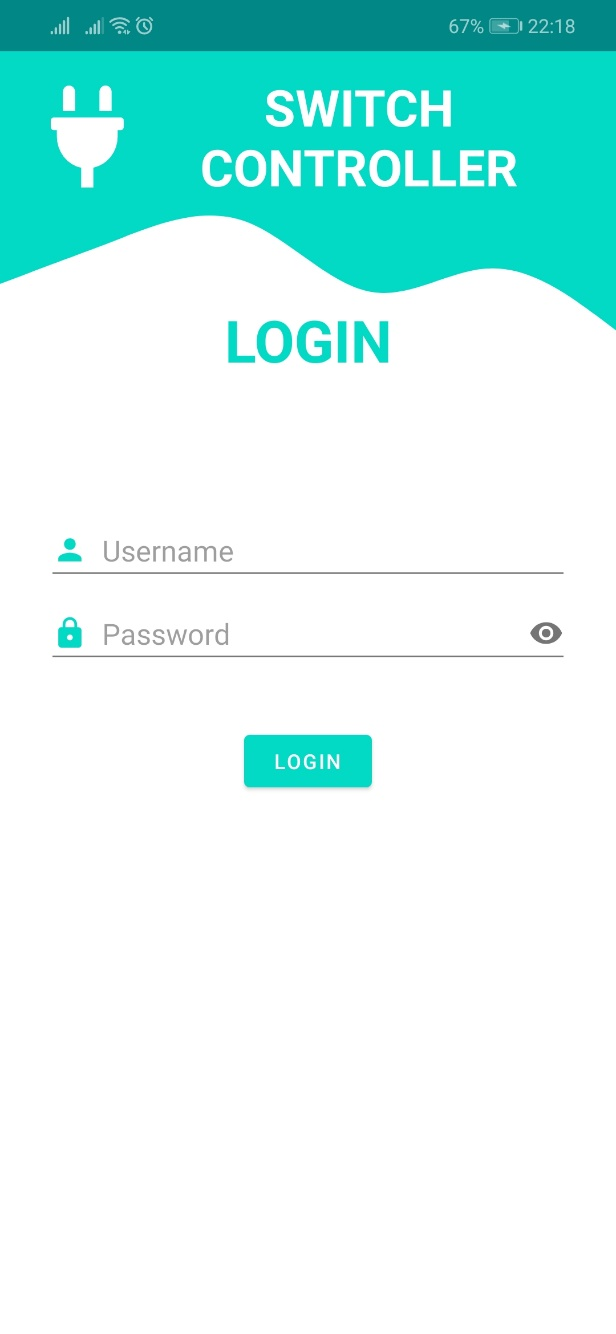 67% 22:18
SWITCH
CONTROLLER
LOGIN
Username
Password
LOGIN